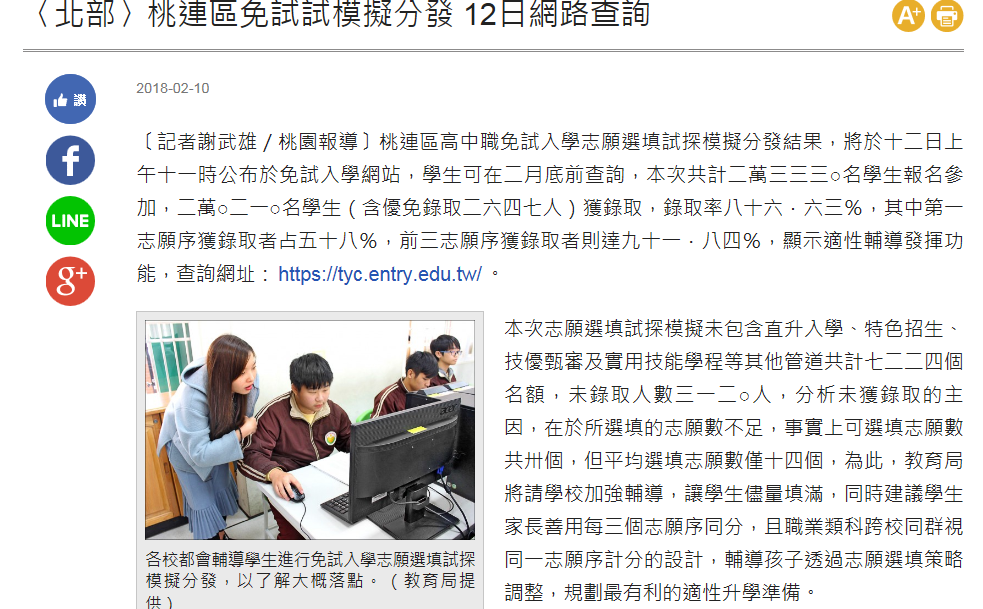 〈北部〉桃連區免試試模擬分發 12日網路查詢
A+
讚
2018-02-10
f
LINE
g+
〔記者謝武雄／桃園報導〕桃連區高中職免試入學志願選填試探模擬分發結果，將於十二日上
午十一時公布於免試入學網站，學生可在二月底前查詢，本次共計二萬三三三○名學生報名參
加，二萬○二一○名學生（含優免錄取二六四七人）獲錄取，錄取率八十六．六三％，其中第一
志願序獲錄取者占五十八％，前三志願序獲錄取者則達九十一．八四％，顯示適性輔導發揮功
能，查詢網址： https://tyc.entry.edu.tw/ 。
acer
各校都會輔導學生進行免試入學志願選填試探
模擬分發，以了解大概落點。（教育局提
供）
本次志願選填試探模擬未包含直升入學、特色招生、
技優甄審及實用技能學程等其他管道共計七二二四個
名額，未錄取人數三一二○人，分析未獲錄取的主
因，在於所選填的志願數不足，事實上可選填志願數
共卅個，但平均選填志願數僅十四個，為此，教育局
將請學校加強輔導，讓學生儘量填滿，同時建議學生
家長善用每三個志願序同分，且職業類科跨校同群視
同一志願序計分的設計，輔導孩子透過志願選填策略
調整，規劃最有利的適性升學準備。